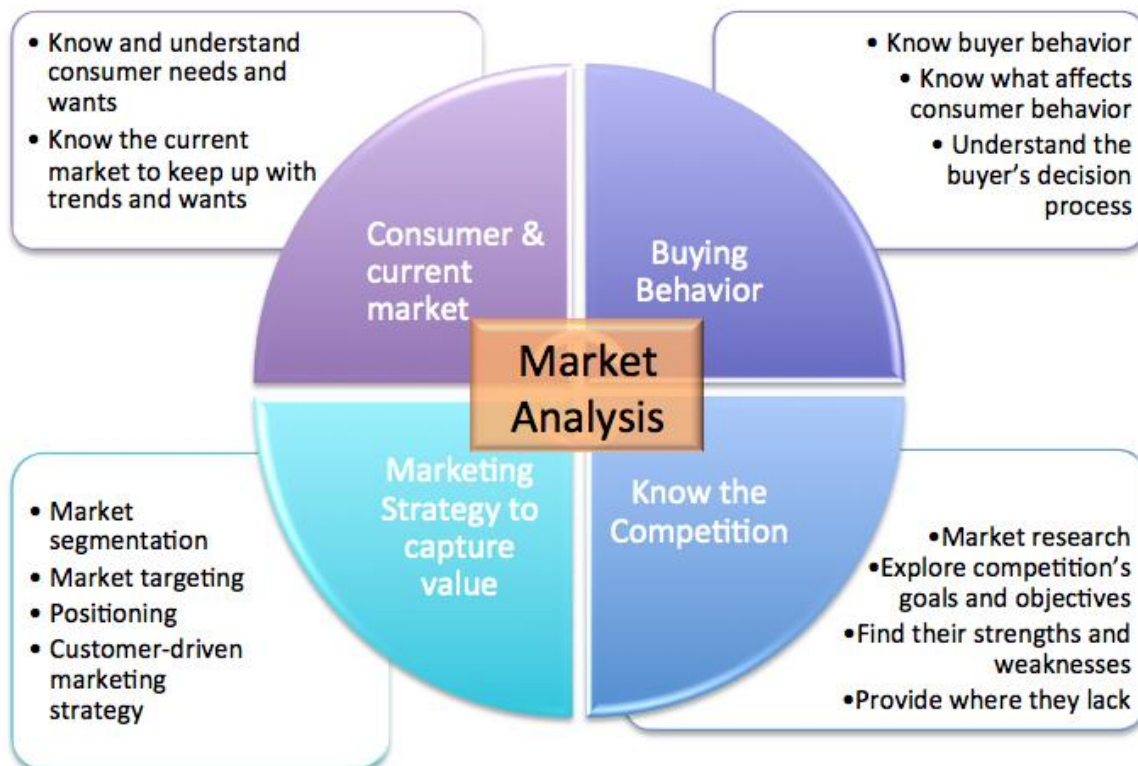 • Know and understand
consumer needs and
wants
• Know the current
market to keep up with
trends and wants
• Know buyer behavior
• Know what affects
consumer behavior
• Understand the
buyer's decision
process
Consumer &
current
market
Buying
Behavior
Market
Analysis
Marketing
Strategy to
capture
value
Know the
Competition
• Market
segmentation
• Market targeting
• Positioning
• Customer-driven
marketing
strategy
•Market research
•Explore competition's
goals and objectives
•Find their strengths and
weaknesses
•Provide where they lack